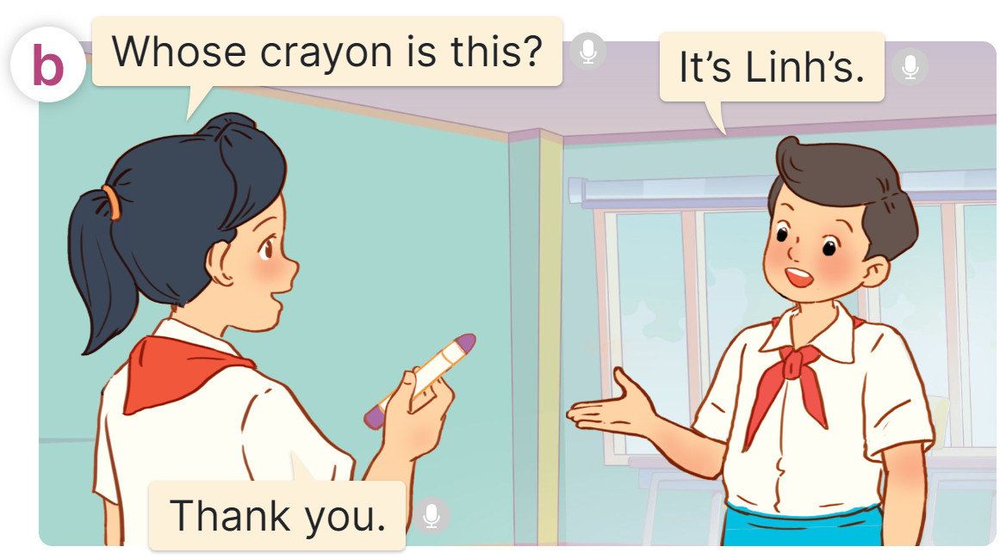 b
Whose crayon is this?
It’s Linh’s.
Thank you.